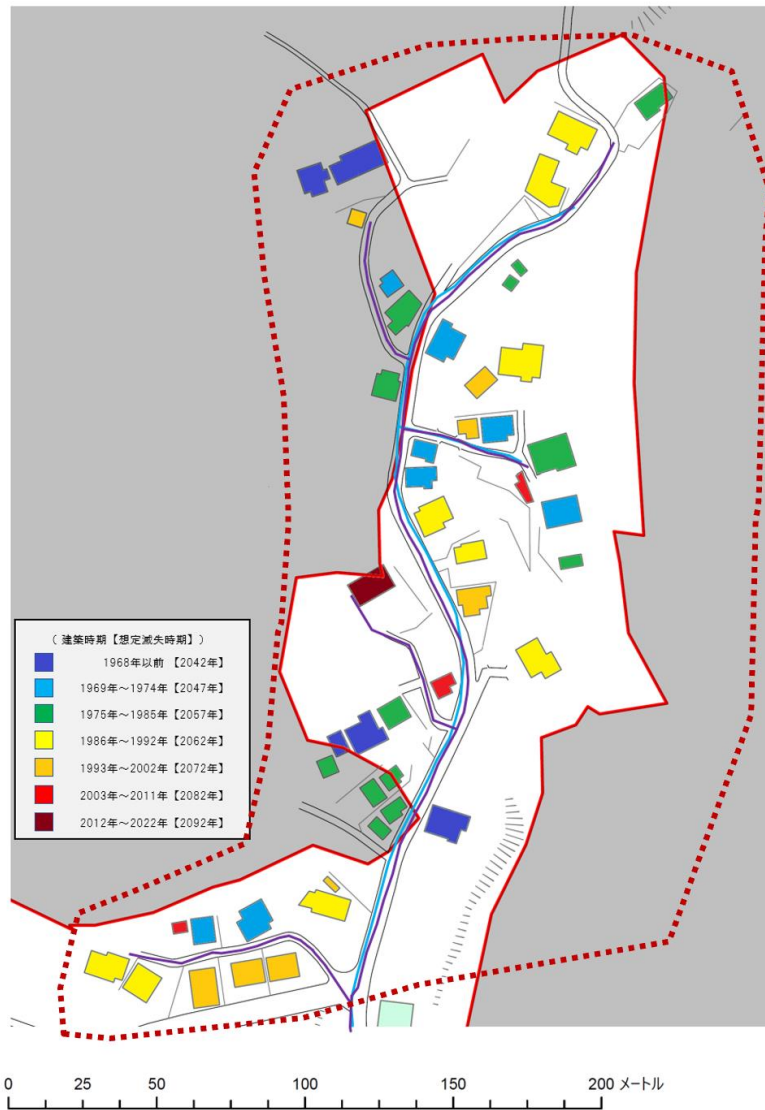 ( 建築時期【想定滅失時期】)
1968年以前【2042年】
1969年～1974年【2047年】
1975年～1985年【2057年】
1986年～1992年【2062年】
1993年～2002年【2072年】
2003年～2011年【2082年】
2012年～2022年【2092年】
0 25 50 100 150 200 メートル